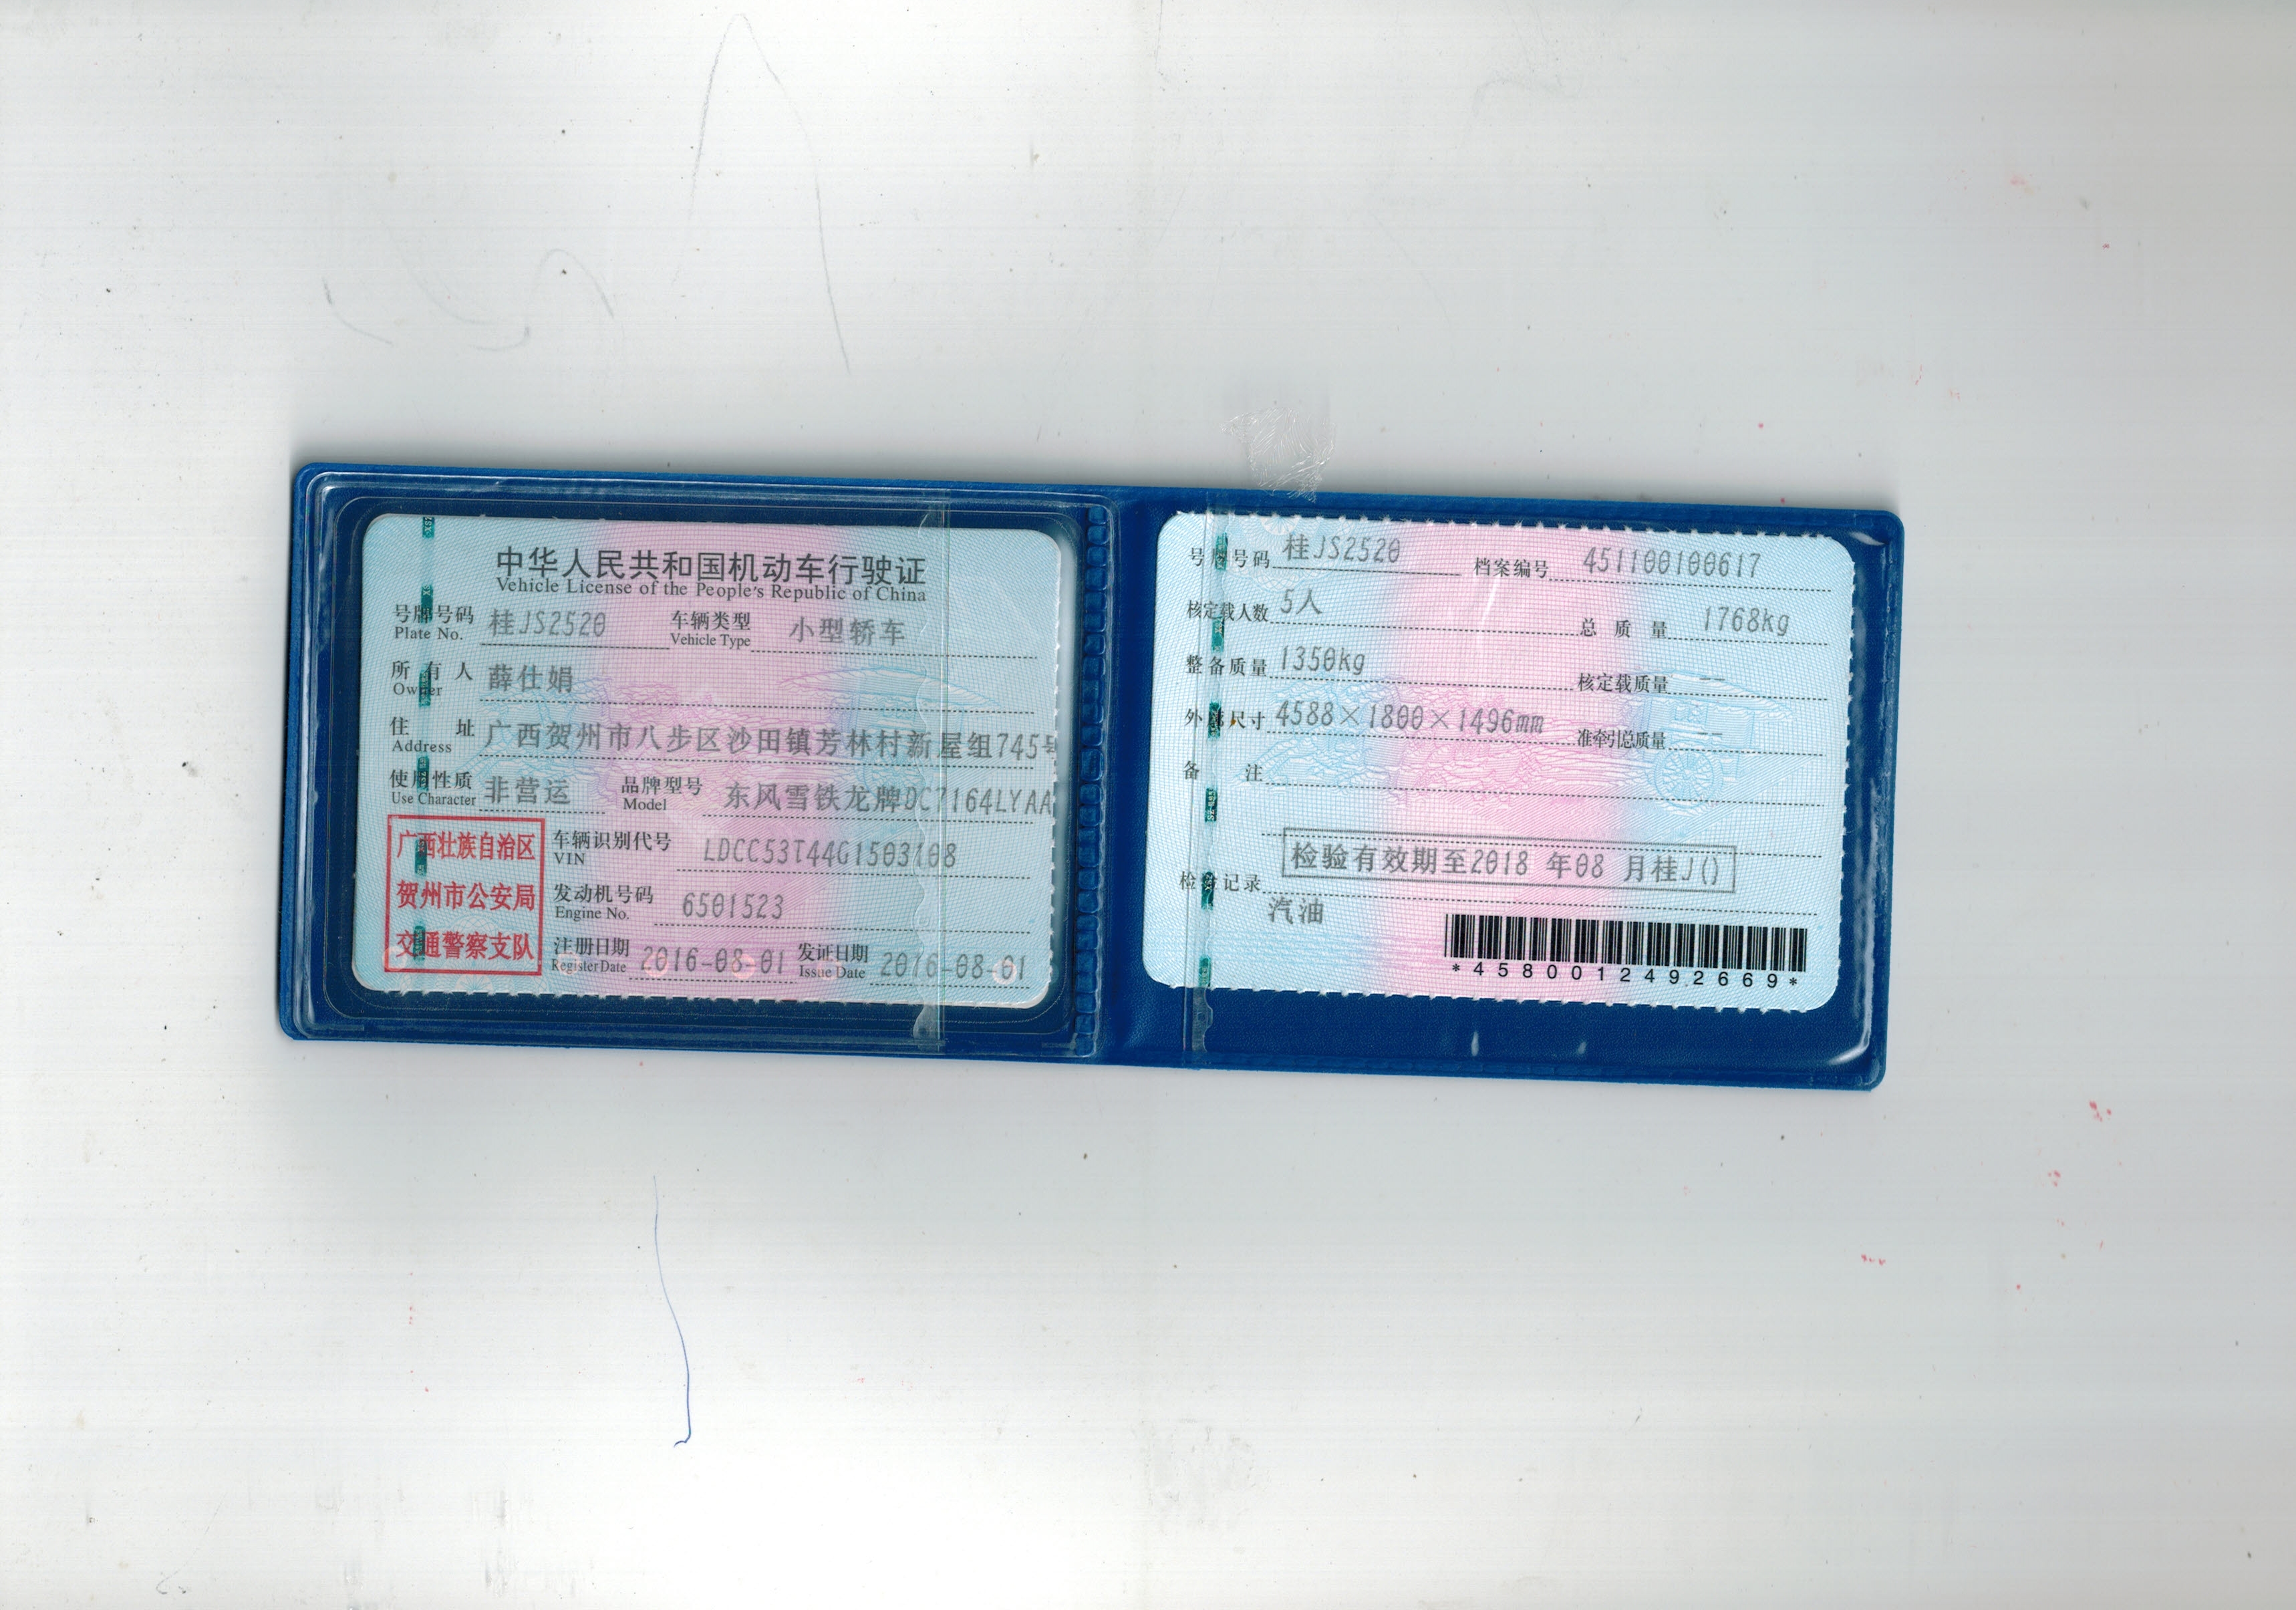 中华人民共和国机动车行驶证
Vehicle License of the People's Republic of China
号牌号码 桂JS2520 车辆类型 小型轿车
Plate No. Vehicle Type
所有人 薛仕娟
Owner
住址 广西贺州市八步区沙田镇芳林村新屋组745号
Address
使用性质 非营运 品牌型号 东风雪铁龙牌DC7164LYAA
Use Character Model
广西壮族自治区
贺州市公安局
交通警察支队
车辆识别代号 LDCC53T44G1503108
VIN
发动机号码 6501523
Engine No.
注册日期 2016-08-01 发证日期 2016-08-01
Register Date Issue Date
号牌号码 桂JS2520 档案编号 451100100617
核定载人数 5人 总质量 1768kg
整备质量 1350kg 核定载质量 --
外廓尺寸 4588×1800×1496mm 准牵引总质量 --
备注
检验记录 检验有效期至2018 年08 月桂J()
汽油
*4580012492669*